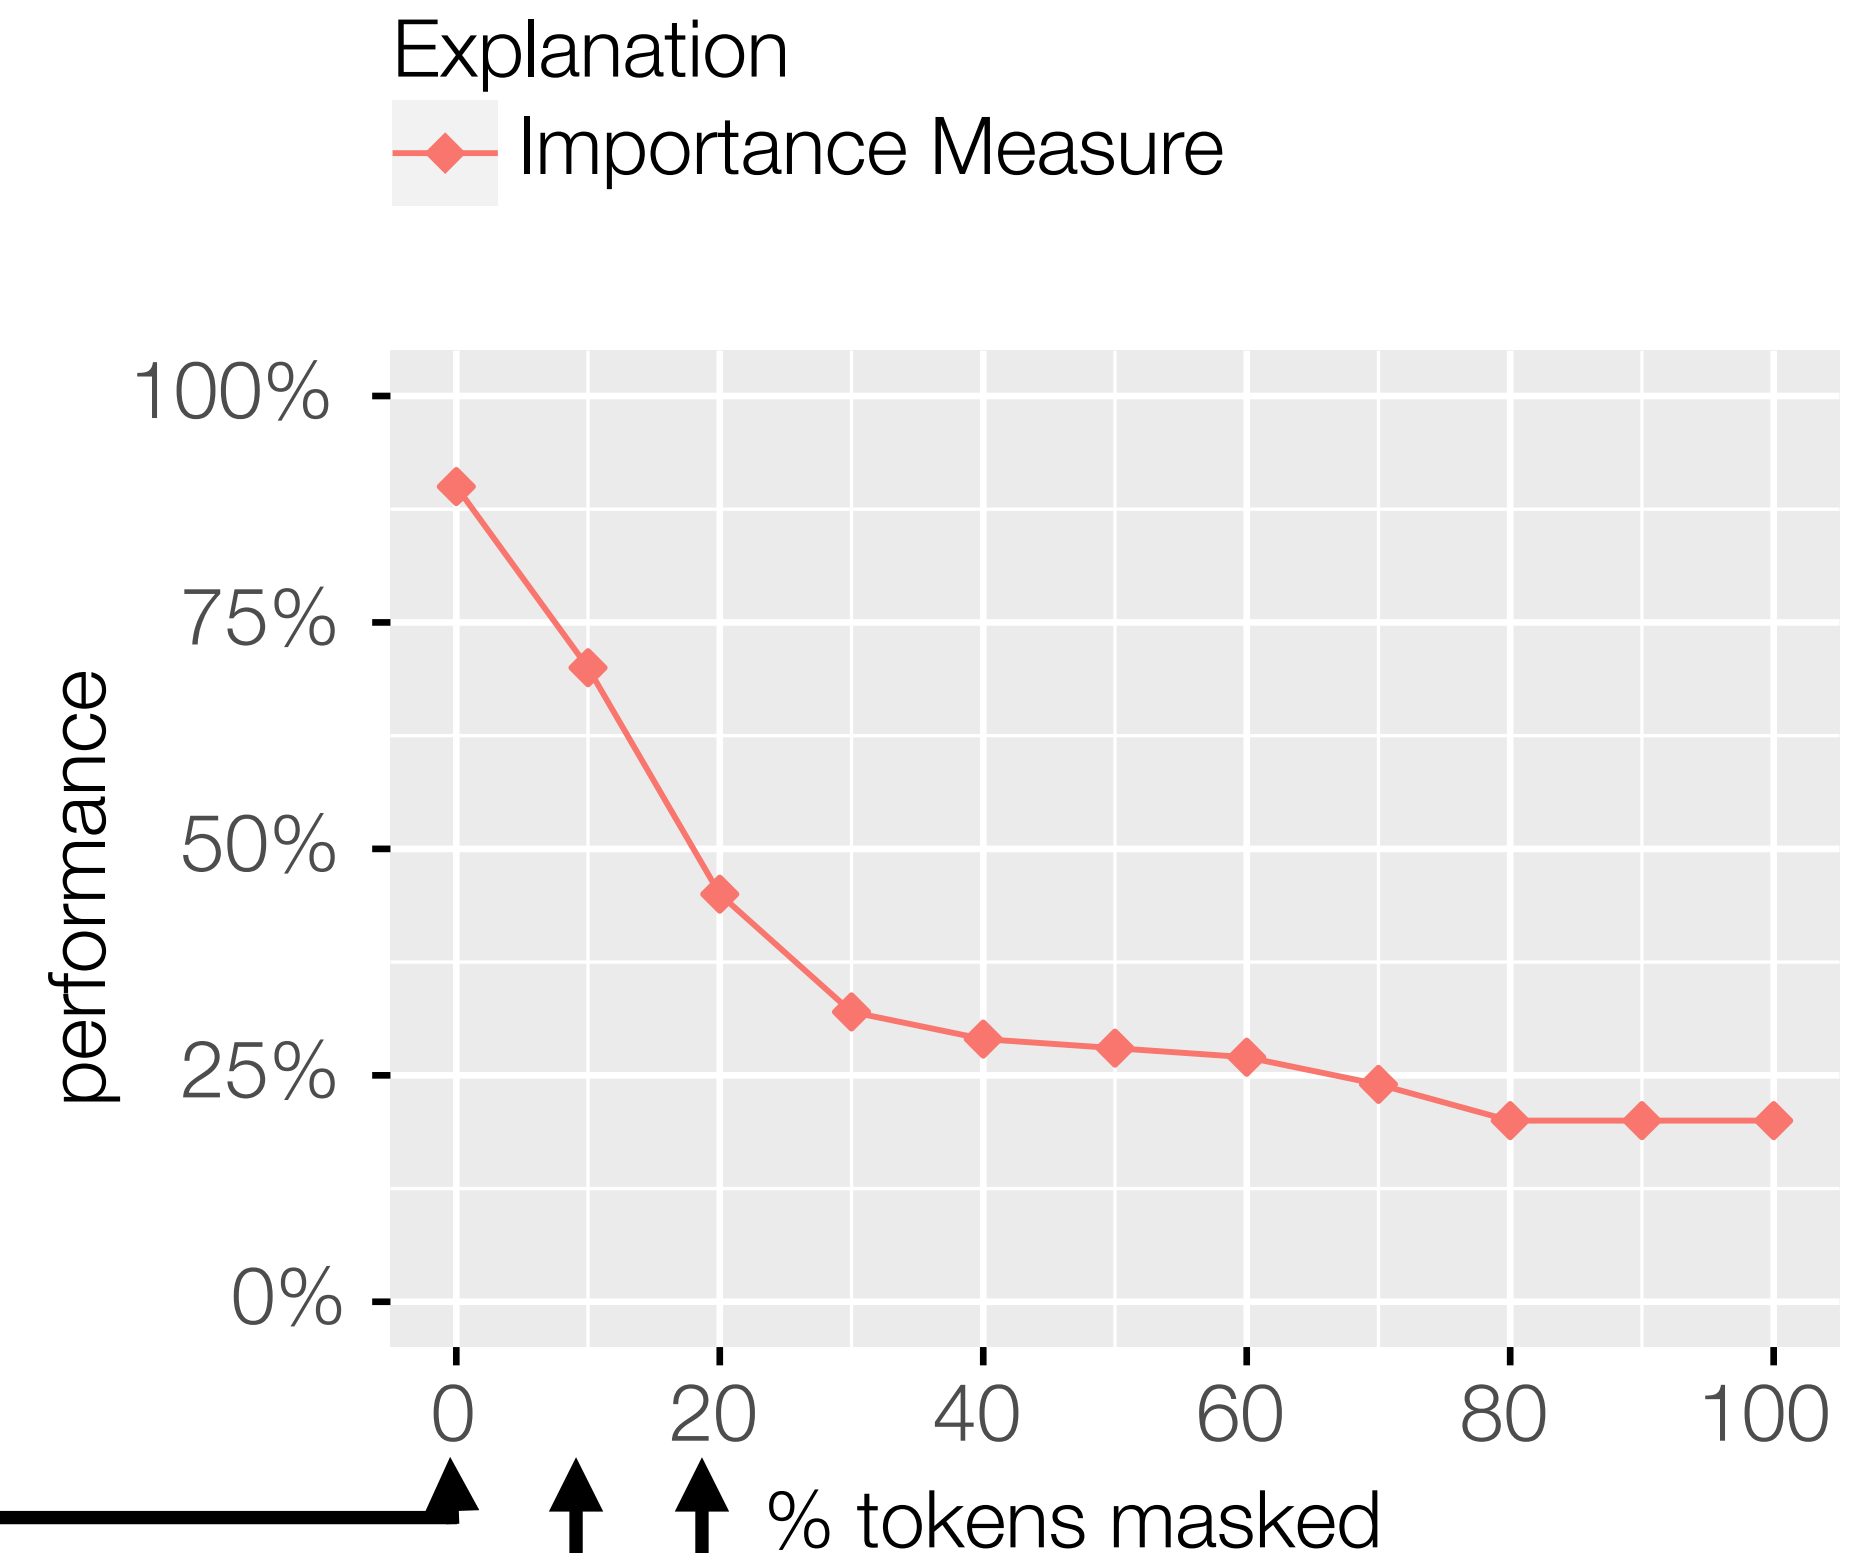 Explanation
Importance Measure
100%
75%
50%
25%
0%
performance
0 20 40 60 80 100
% tokens masked